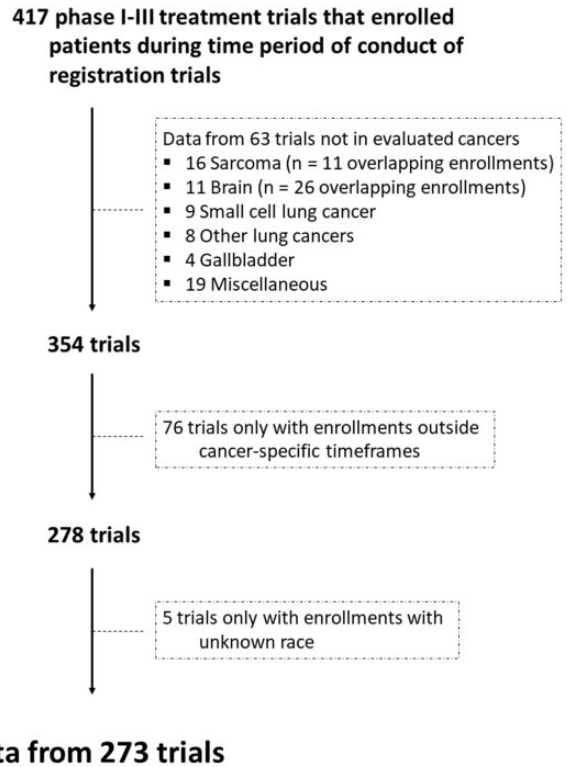 417 phase I-III treatment trials that enrolled
patients during time period of conduct of
registration trials
Data from 63 trials not in evaluated cancers
▪ 16 Sarcoma (n = 11 overlapping enrollments)
▪ 11 Brain (n = 26 overlapping enrollments)
▪ 9 Small cell lung cancer
▪ 8 Other lung cancers
▪ 4 Gallbladder
▪ 19 Miscellaneous
354 trials
76 trials only with enrollments outside
cancer-specific timeframes
278 trials
5 trials only with enrollments with
unknown race
ta from 273 trials